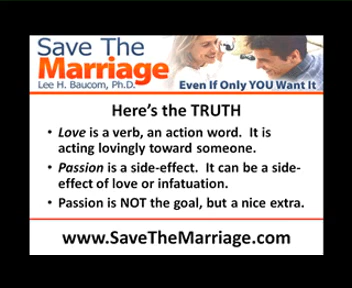 Save The
Marriage
Lee H. Baucom, Ph.D.
Even If Only YOU Want It
Here's the TRUTH
• Love is a verb, an action word.  It is
acting lovingly toward someone.
• Passion is a side-effect.  It can be a side-
effect of love or infatuation.
• Passion is NOT the goal, but a nice extra.
www.SaveTheMarriage.com